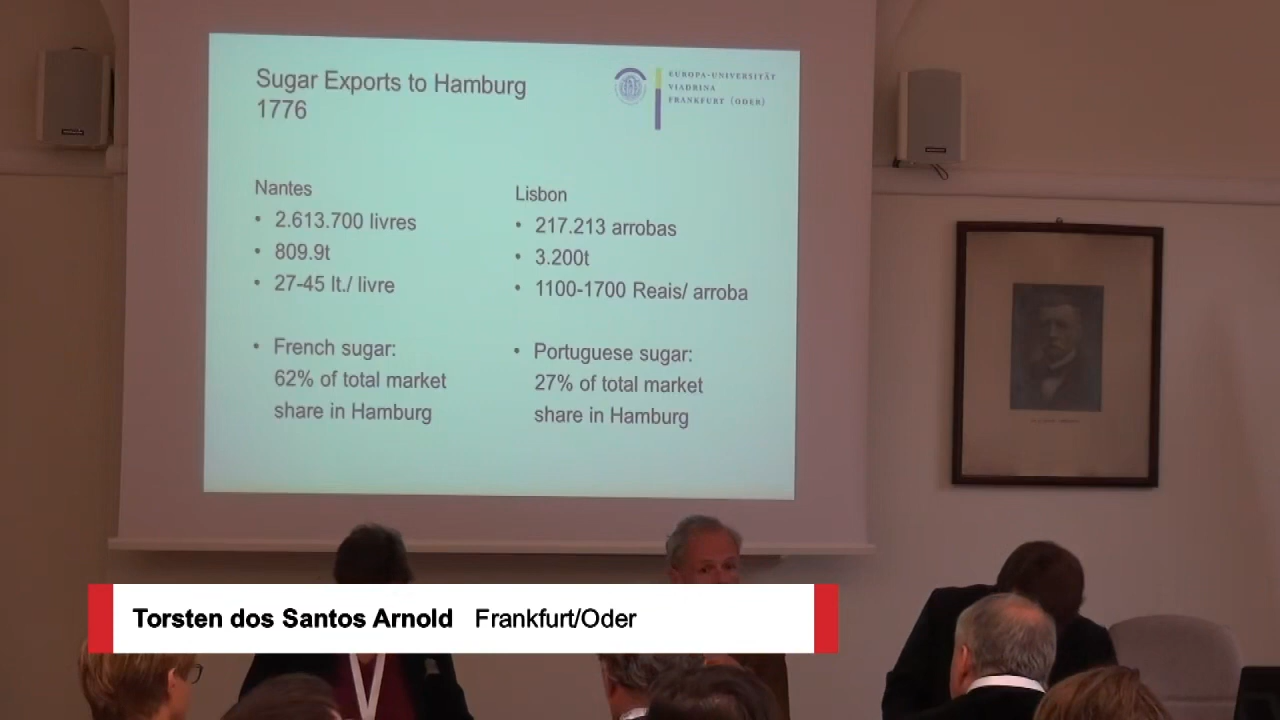 Sugar Exports to Hamburg
1776
EUROPA-UNIVERSITÄT
VIADRINA
FRANKFURT (ODER)
Nantes
• 2.613.700 livres
• 809.9t
• 27-45 lt./ livre
• French sugar:
62% of total market
share in Hamburg
Lisbon
• 217.213 arrobas
• 3.200t
• 1100-1700 Reais/ arroba
• Portuguese sugar:
27% of total market
share in Hamburg
Torsten dos Santos Arnold Frankfurt/Oder